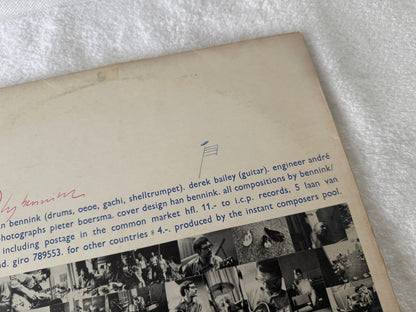 bennink
n bennink (drums, oeoe, gachi, shelltrumpet). derek bailey (guitar). engineer andré
photographs pieter boersma. cover design han bennink. all compositions by bennink/
including postage in the common market hfl. 11.- to i.c.p. records, 5 laan van
d. giro 789553. for other countries $ 4.-. produced by the instant composers pool.